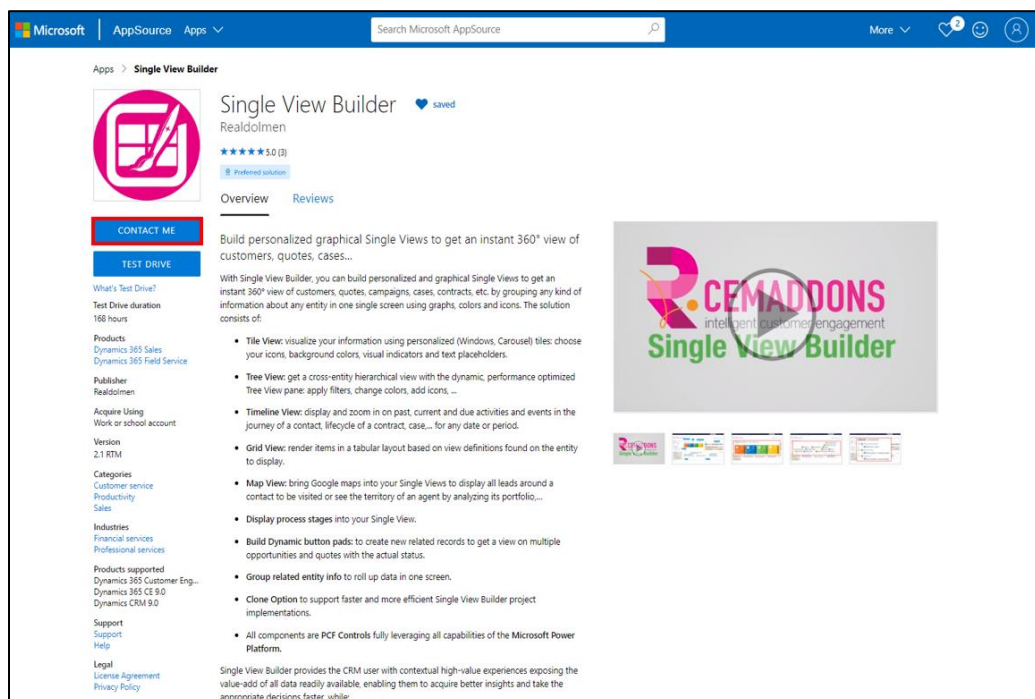 Microsoft AppSource Apps Search Microsoft AppSource More 2
Apps > Single View Builder
Single View Builder saved
Realdolmen
5.0 (3)
Preferred solution
Overview Reviews
CONTACT ME
TEST DRIVE
What's Test Drive?
Test Drive duration
168 hours
Products
Dynamics 365 Sales
Dynamics 365 Field Service
Publisher
Realdolmen
Acquire Using
Work or school account
Version
2.1 RTM
Categories
Customer service
Productivity
Sales
Industries
Financial services
Professional services
Products supported
Dynamics 365 Customer Eng...
Dynamics 365 CE 9.0
Dynamics CRM 9.0
Support
Support
Help
Legal
License Agreement
Privacy Policy
Build personalized graphical Single Views to get an instant 360° view of
customers, quotes, cases...
With Single View Builder, you can build personalized and graphical Single Views to get an
instant 360° view of customers, quotes, campaigns, cases, contracts, etc. by grouping any kind of
information about any entity in one single screen using graphs, colors and icons. The solution
consists of:
• Tile View: visualize your information using personalized (Windows, Carousel) tiles: choose
your icons, background colors, visual indicators and text placeholders.
• Tree View: get a cross-entity hierarchical view with the dynamic, performance optimized
Tree View pane: apply filters, change colors, add icons, ...
• Timeline View: display and zoom in on past, current and due activities and events in the
journey of a contact, lifecycle of a contract, case,... for any date or period.
• Grid View: render items in a tabular layout based on view definitions found on the entity
to display.
• Map View: bring Google maps into your Single Views to display all leads around a
contact to be visited or see the territory of an agent by analyzing its portfolio,...
• Display process stages into your Single View.
• Build Dynamic button pads: to create new related records to get a view on multiple
opportunities and quotes with the actual status.
• Group related entity info to roll up data in one screen.
• Clone Option to support faster and more efficient Single View Builder project
implementations.
• All components are PCF Controls fully leveraging all capabilities of the Microsoft Power
Platform.
Single View Builder provides the CRM user with contextual high-value experiences exposing the
value-add of all data readily available, enabling them to acquire better insights and take the
appropriate decisions faster, while:
R.CEMADDONS
intelligent customer engagement
Single View Builder